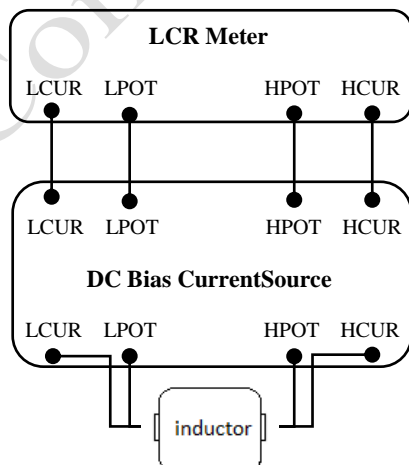 LCR Meter
LCUR LPOT HPOT HCUR
LCUR LPOT HPOT HCUR
DC Bias CurrentSource
LCUR LPOT HPOT HCUR
inductor